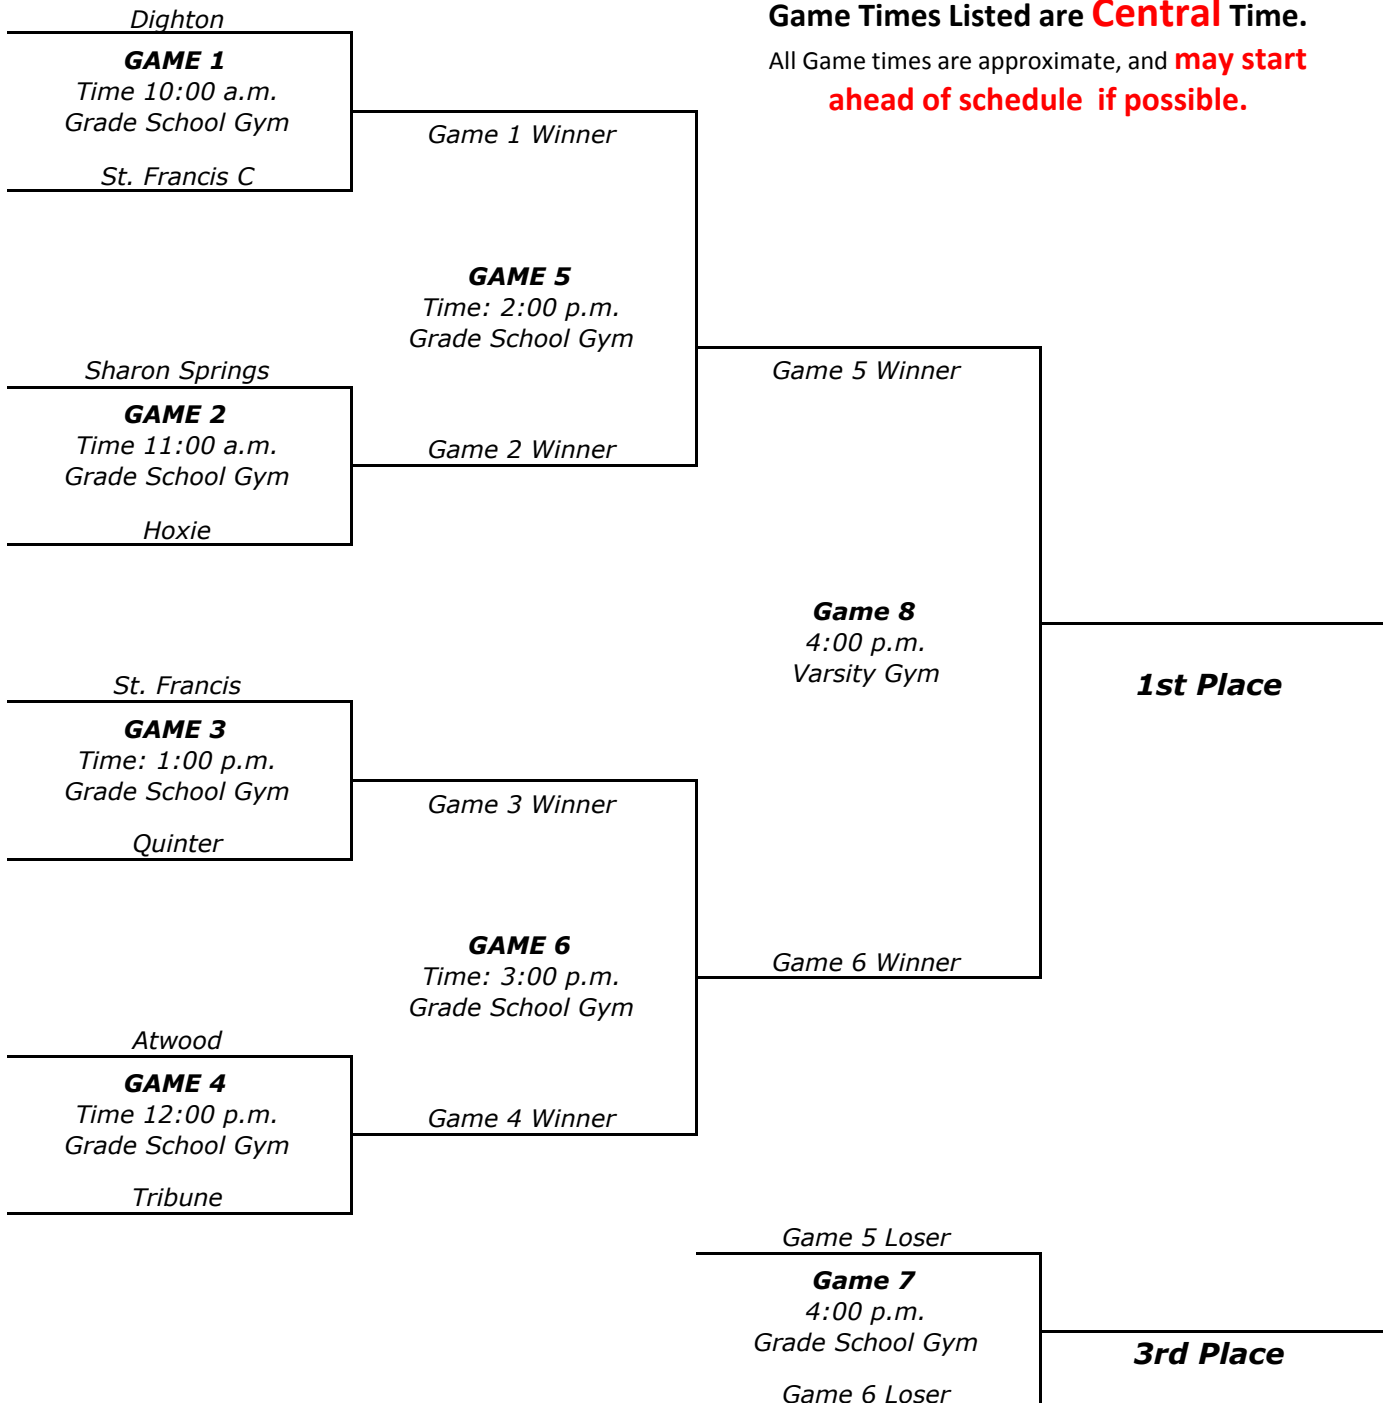 Game Times Listed are Central Time.
All Game times are approximate, and may start
ahead of schedule  if possible.
Dighton
GAME 1
Time 10:00 a.m.
Grade School Gym
St. Francis C
Game 1 Winner
GAME 5
Time: 2:00 p.m.
Grade School Gym
Sharon Springs
GAME 2
Time 11:00 a.m.
Grade School Gym
Hoxie
Game 2 Winner
Game 5 Winner
Game 8
4:00 p.m.
Varsity Gym
1st Place
St. Francis
GAME 3
Time: 1:00 p.m.
Grade School Gym
Quinter
Game 3 Winner
GAME 6
Time: 3:00 p.m.
Grade School Gym
Game 6 Winner
Atwood
GAME 4
Time 12:00 p.m.
Grade School Gym
Tribune
Game 4 Winner
Game 5 Loser
Game 7
4:00 p.m.
Grade School Gym
Game 6 Loser
3rd Place